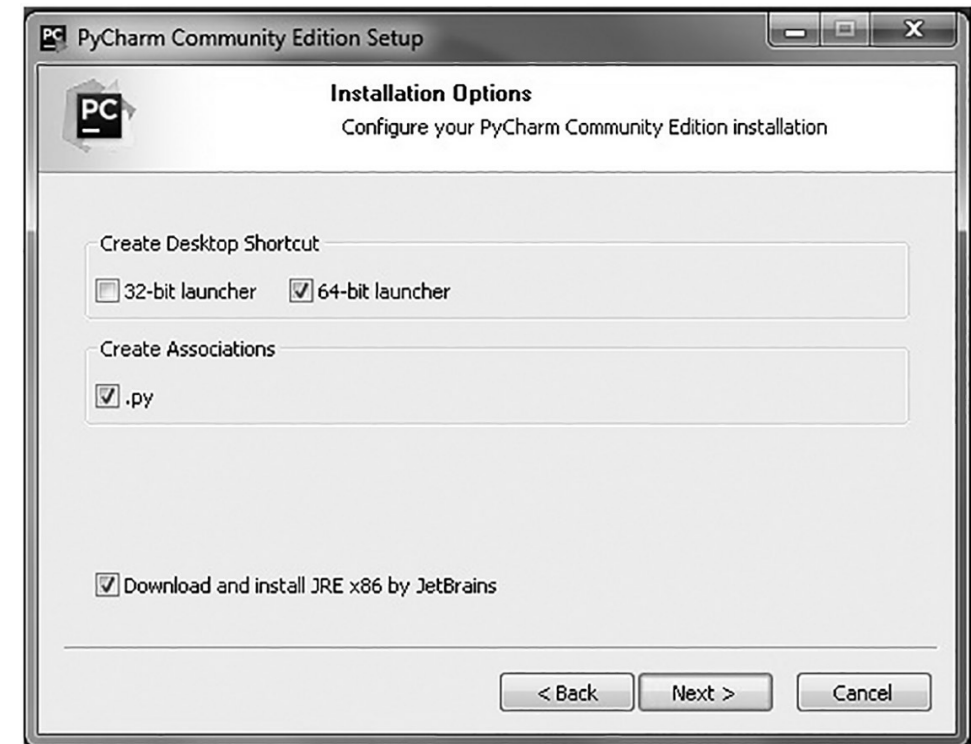 PC PyCharm Community Edition Setup
PC
Installation Options
Configure your PyCharm Community Edition installation
Create Desktop Shortcut
32-bit launcher 64-bit launcher
Create Associations
.py
Download and install JRE x86 by JetBrains
< Back Next > Cancel